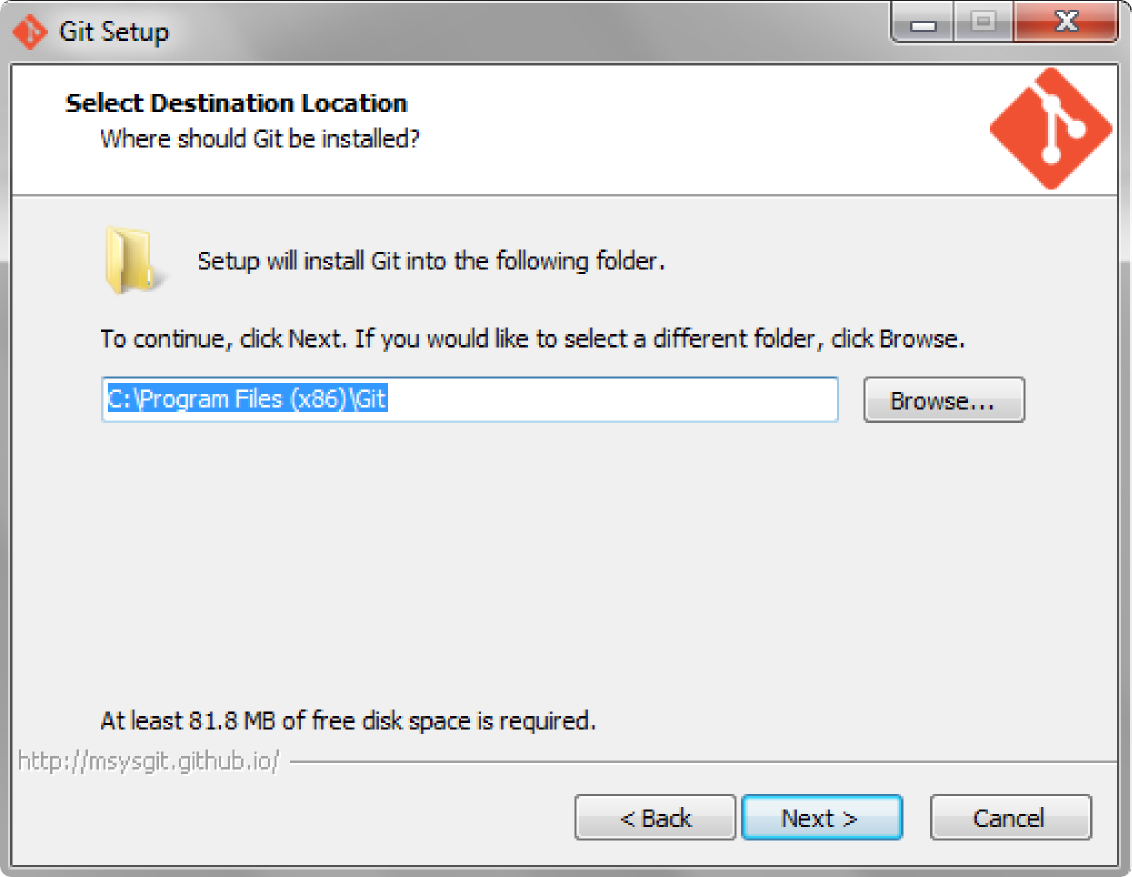 Git Setup
Select Destination Location
Where should Git be installed?
Setup will install Git into the following folder.
To continue, click Next. If you would like to select a different folder, click Browse.
C:\Program Files (x86)\Git
Browse...
At least 81.8 MB of free disk space is required.
http://msysgit.github.io/
< Back
Next >
Cancel